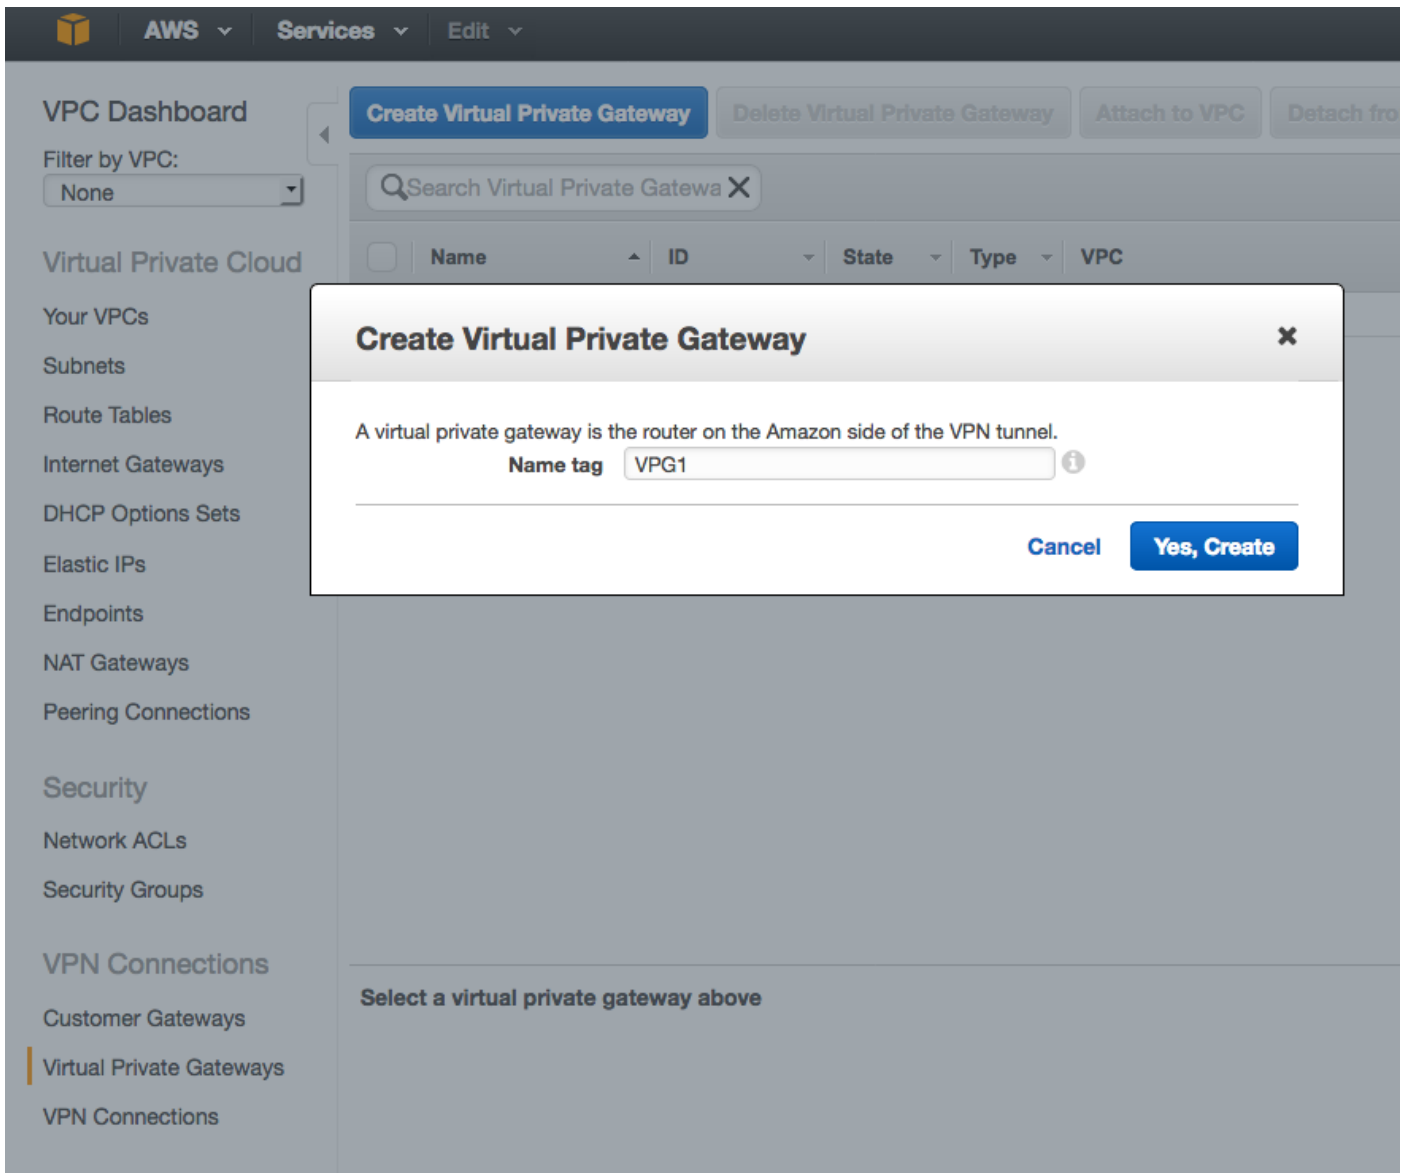 AWS Services Edit
VPC Dashboard
Filter by VPC:
None
Virtual Private Cloud
Your VPCs
Subnets
Route Tables
Internet Gateways
DHCP Options Sets
Elastic IPs
Endpoints
NAT Gateways
Peering Connections
Security
Network ACLs
Security Groups
VPN Connections
Customer Gateways
Virtual Private Gateways
VPN Connections
Create Virtual Private Gateway Delete Virtual Private Gateway Attach to VPC Detach fro
Search Virtual Private Gatewa
Name ID State Type VPC
Create Virtual Private Gateway
A virtual private gateway is the router on the Amazon side of the VPN tunnel.
Name tag VPG1
Cancel Yes, Create
Select a virtual private gateway above